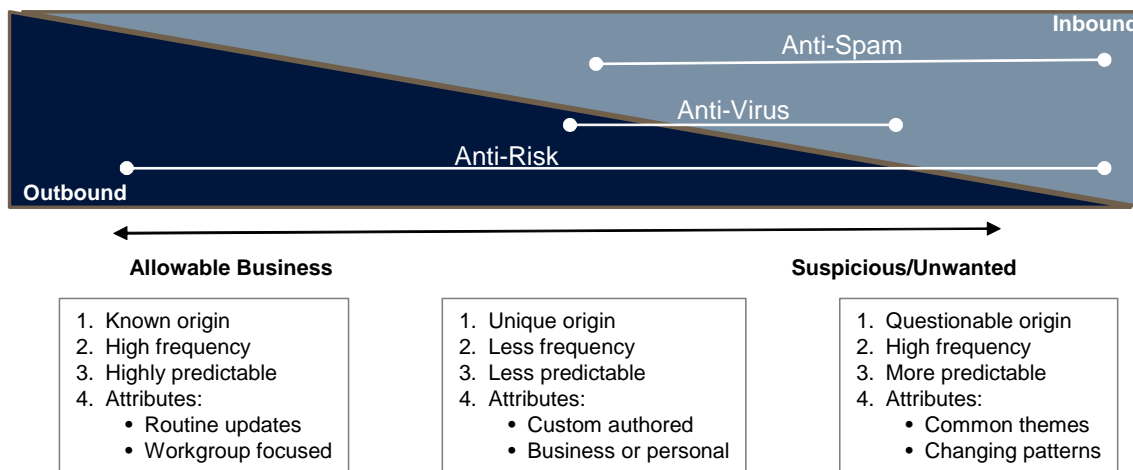 Inbound
Anti-Spam
Anti-Virus
Anti-Risk
Outbound
Allowable Business
Suspicious/Unwanted
1. Known origin
2. High frequency
3. Highly predictable
4. Attributes:
• Routine updates
• Workgroup focused
1. Unique origin
2. Less frequency
3. Less predictable
4. Attributes:
• Custom authored
• Business or personal
1. Questionable origin
2. High frequency
3. More predictable
4. Attributes:
• Common themes
• Changing patterns